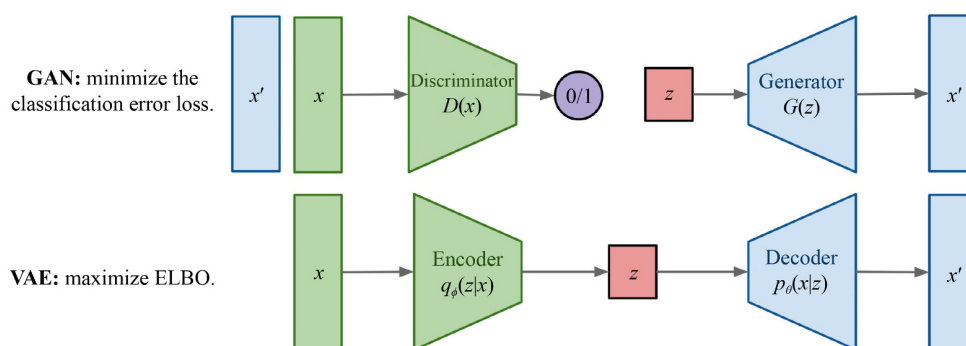 GAN: minimize the
classification error loss.
x′
x
Discriminator
D(x)
0/1
z
Generator
G(z)
x′
VAE: maximize ELBO.
x
Encoder
qϕ(z|x)
z
Decoder
pθ(x|z)
x′